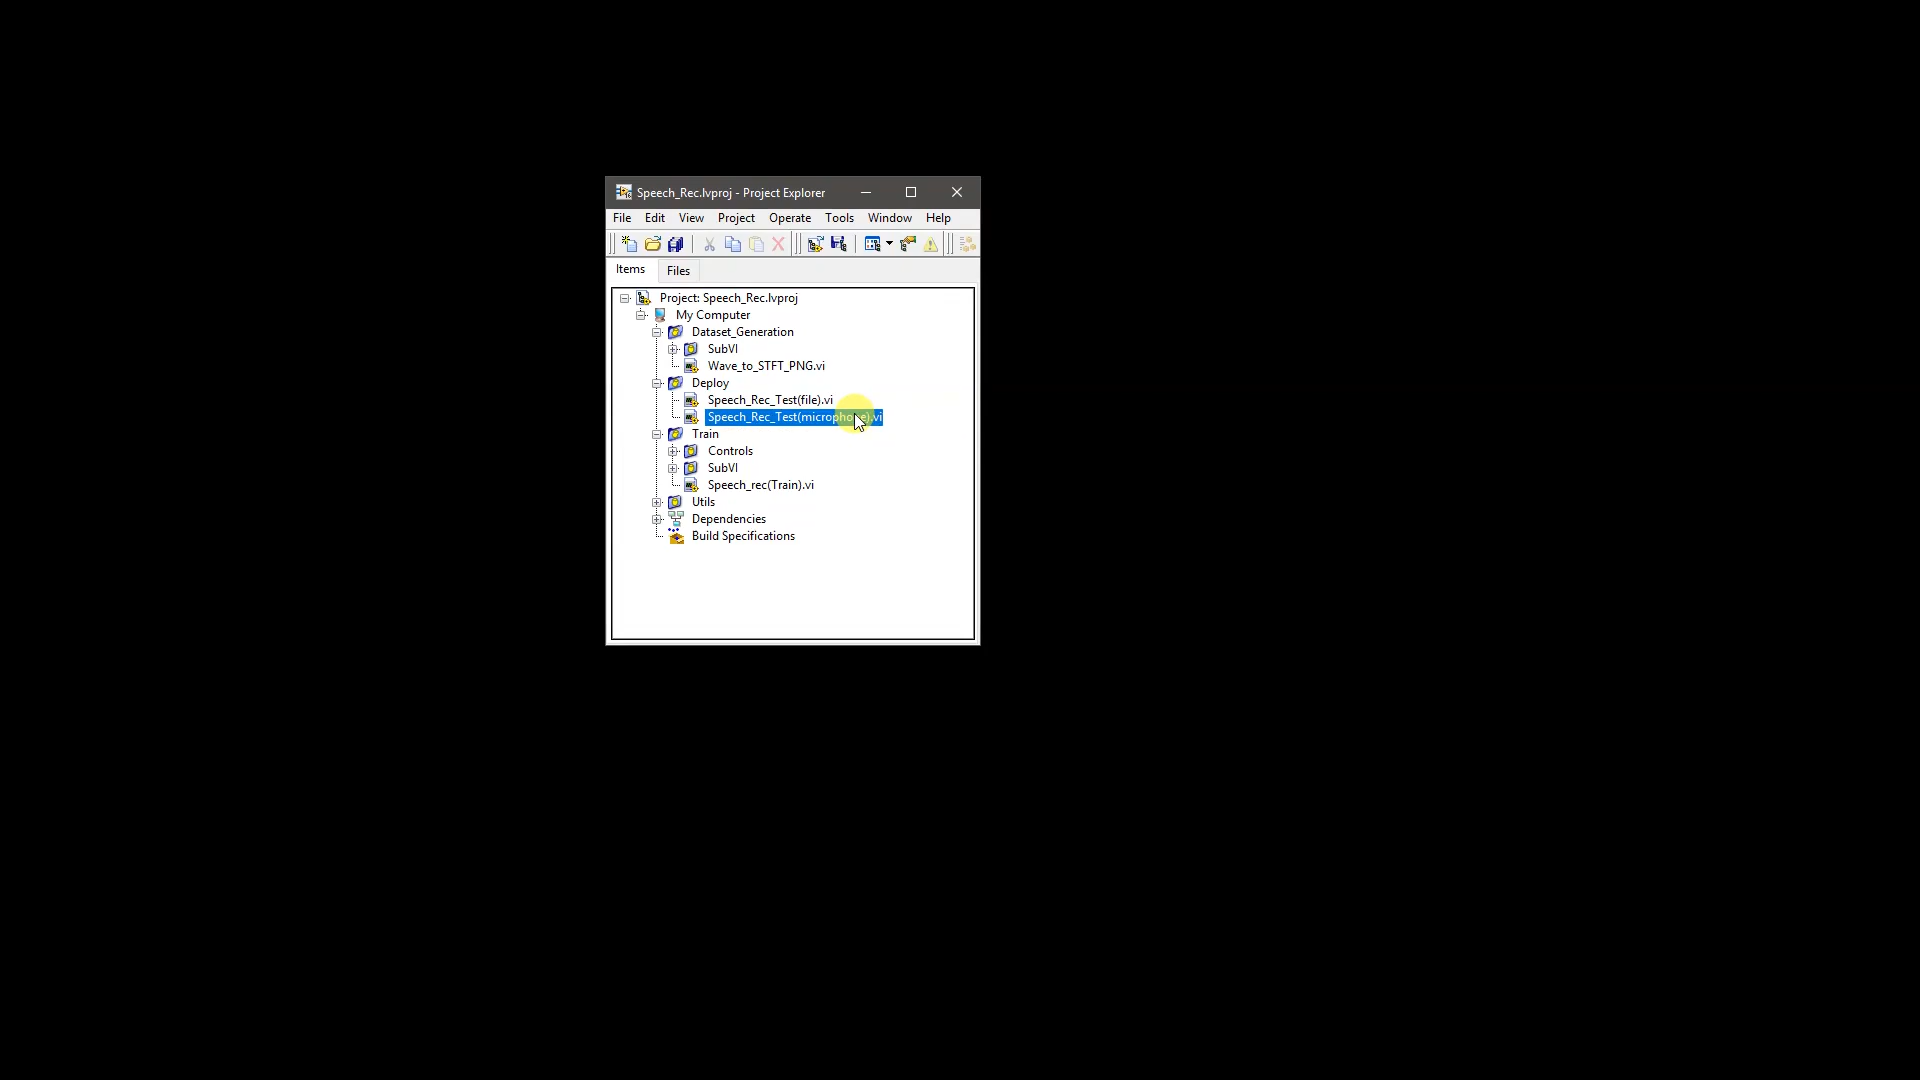 Speech_Rec.lvproj - Project Explorer
File Edit View Project Operate Tools Window Help
Items Files
Project: Speech_Rec.lvproj
My Computer
Dataset_Generation
SubVI
Wave_to_STFT_PNG.vi
Deploy
Speech_Rec_Test(file).vi
Speech_Rec_Test(microphone).vi
Train
Controls
SubVI
Speech_rec(Train).vi
Utils
Dependencies
Build Specifications